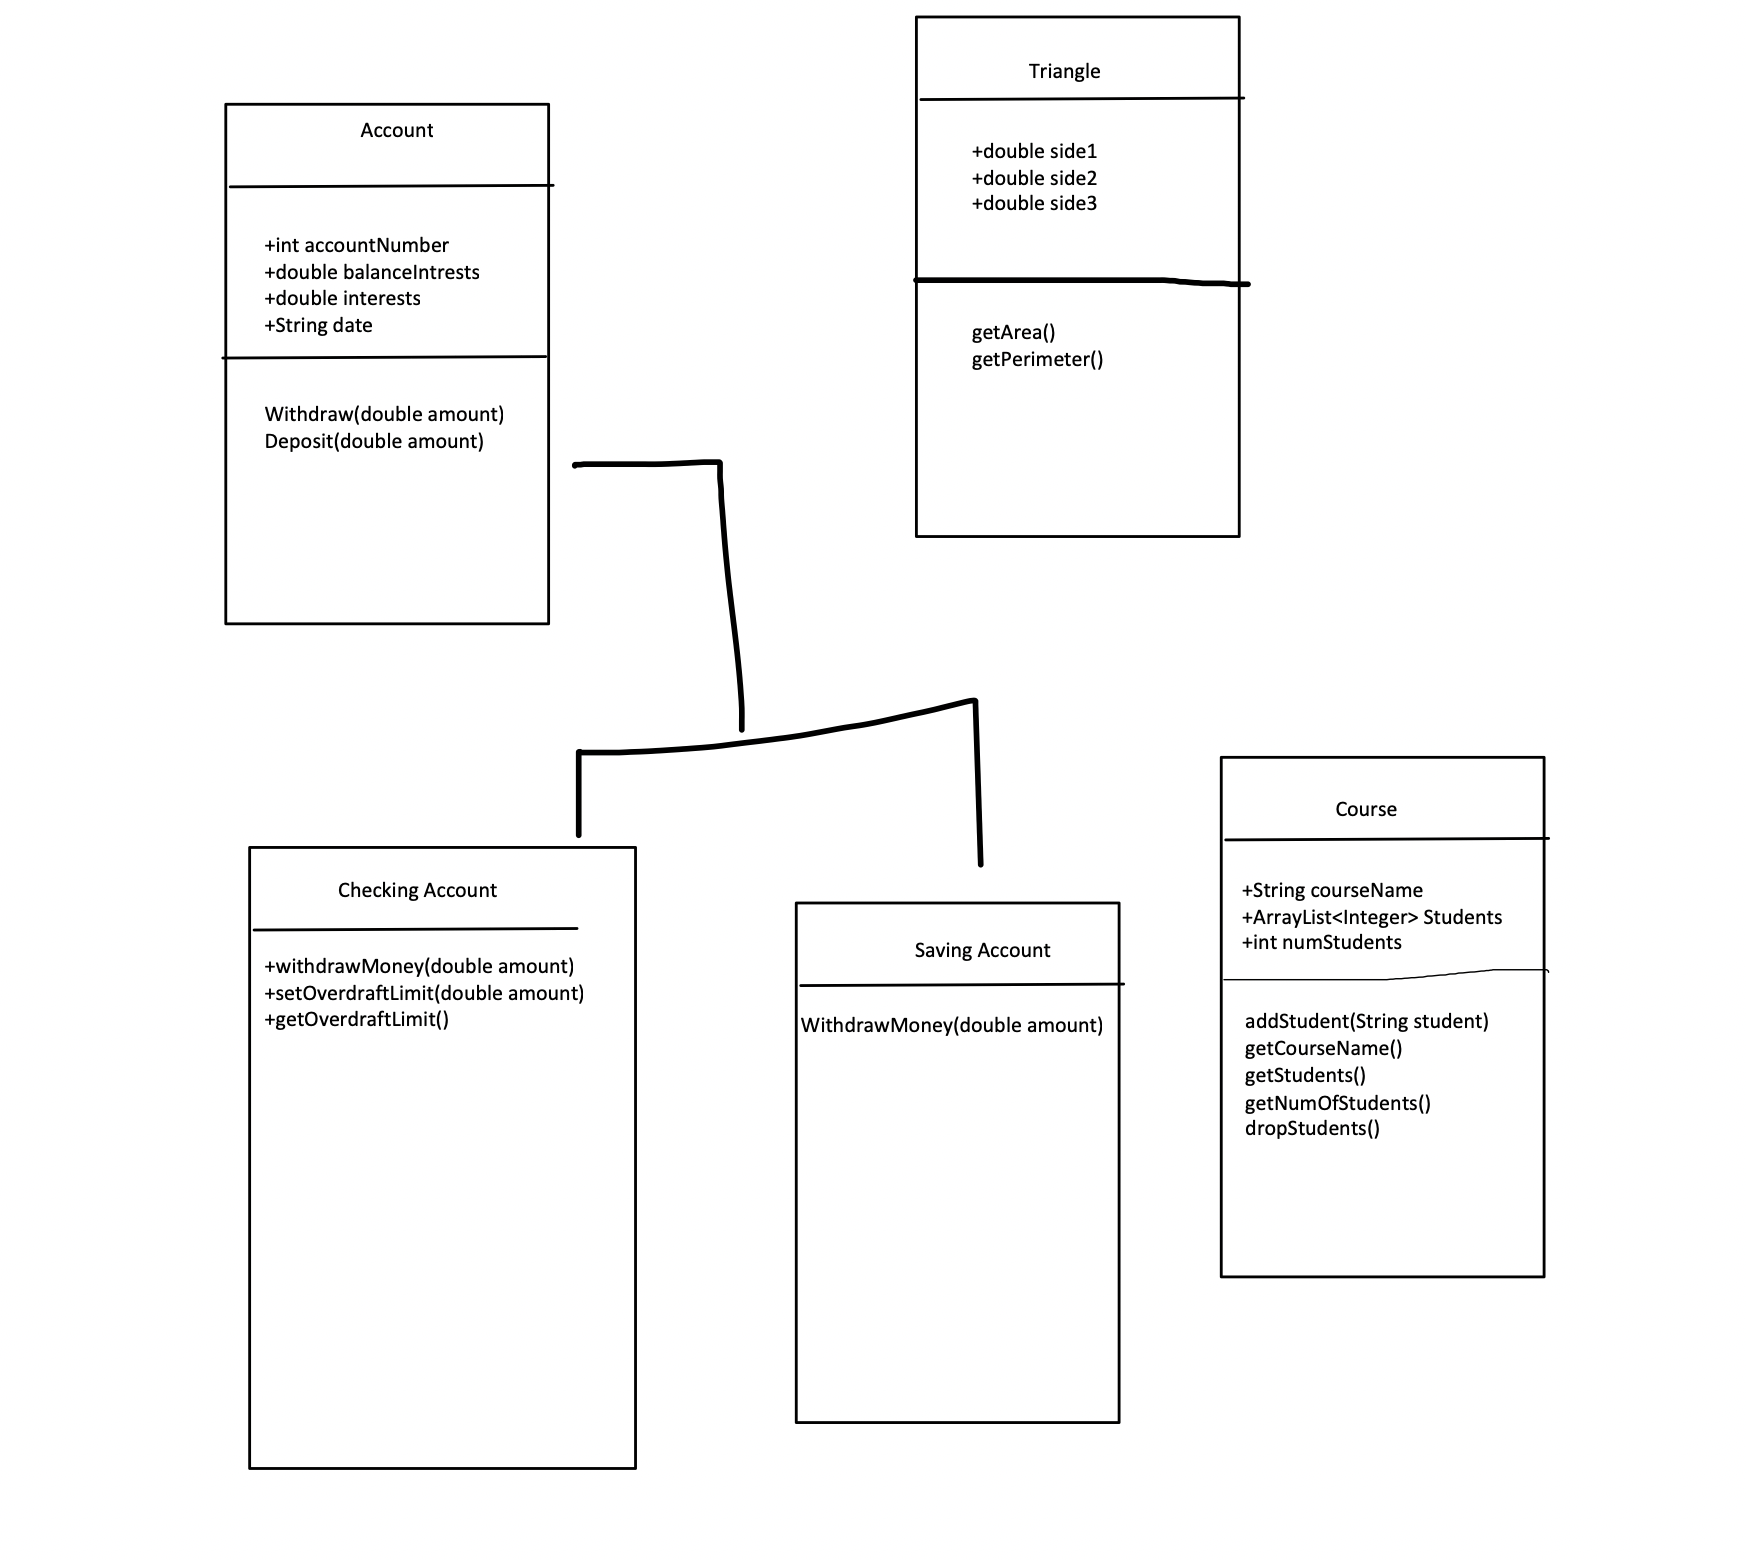 Account
+int accountNumber
+double balanceIntrests
+double interests
+String date
Withdraw(double amount)
Deposit(double amount)
Triangle
+double side1
+double side2
+double side3
getArea()
getPerimeter()
Checking Account
+withdrawMoney(double amount)
+setOverdraftLimit(double amount)
+getOverdraftLimit()
Saving Account
WithdrawMoney(double amount)
Course
+String courseName
+ArrayList<Integer> Students
+int numStudents
addStudent(String student)
getCourseName()
getStudents()
getNumOfStudents()
dropStudents()